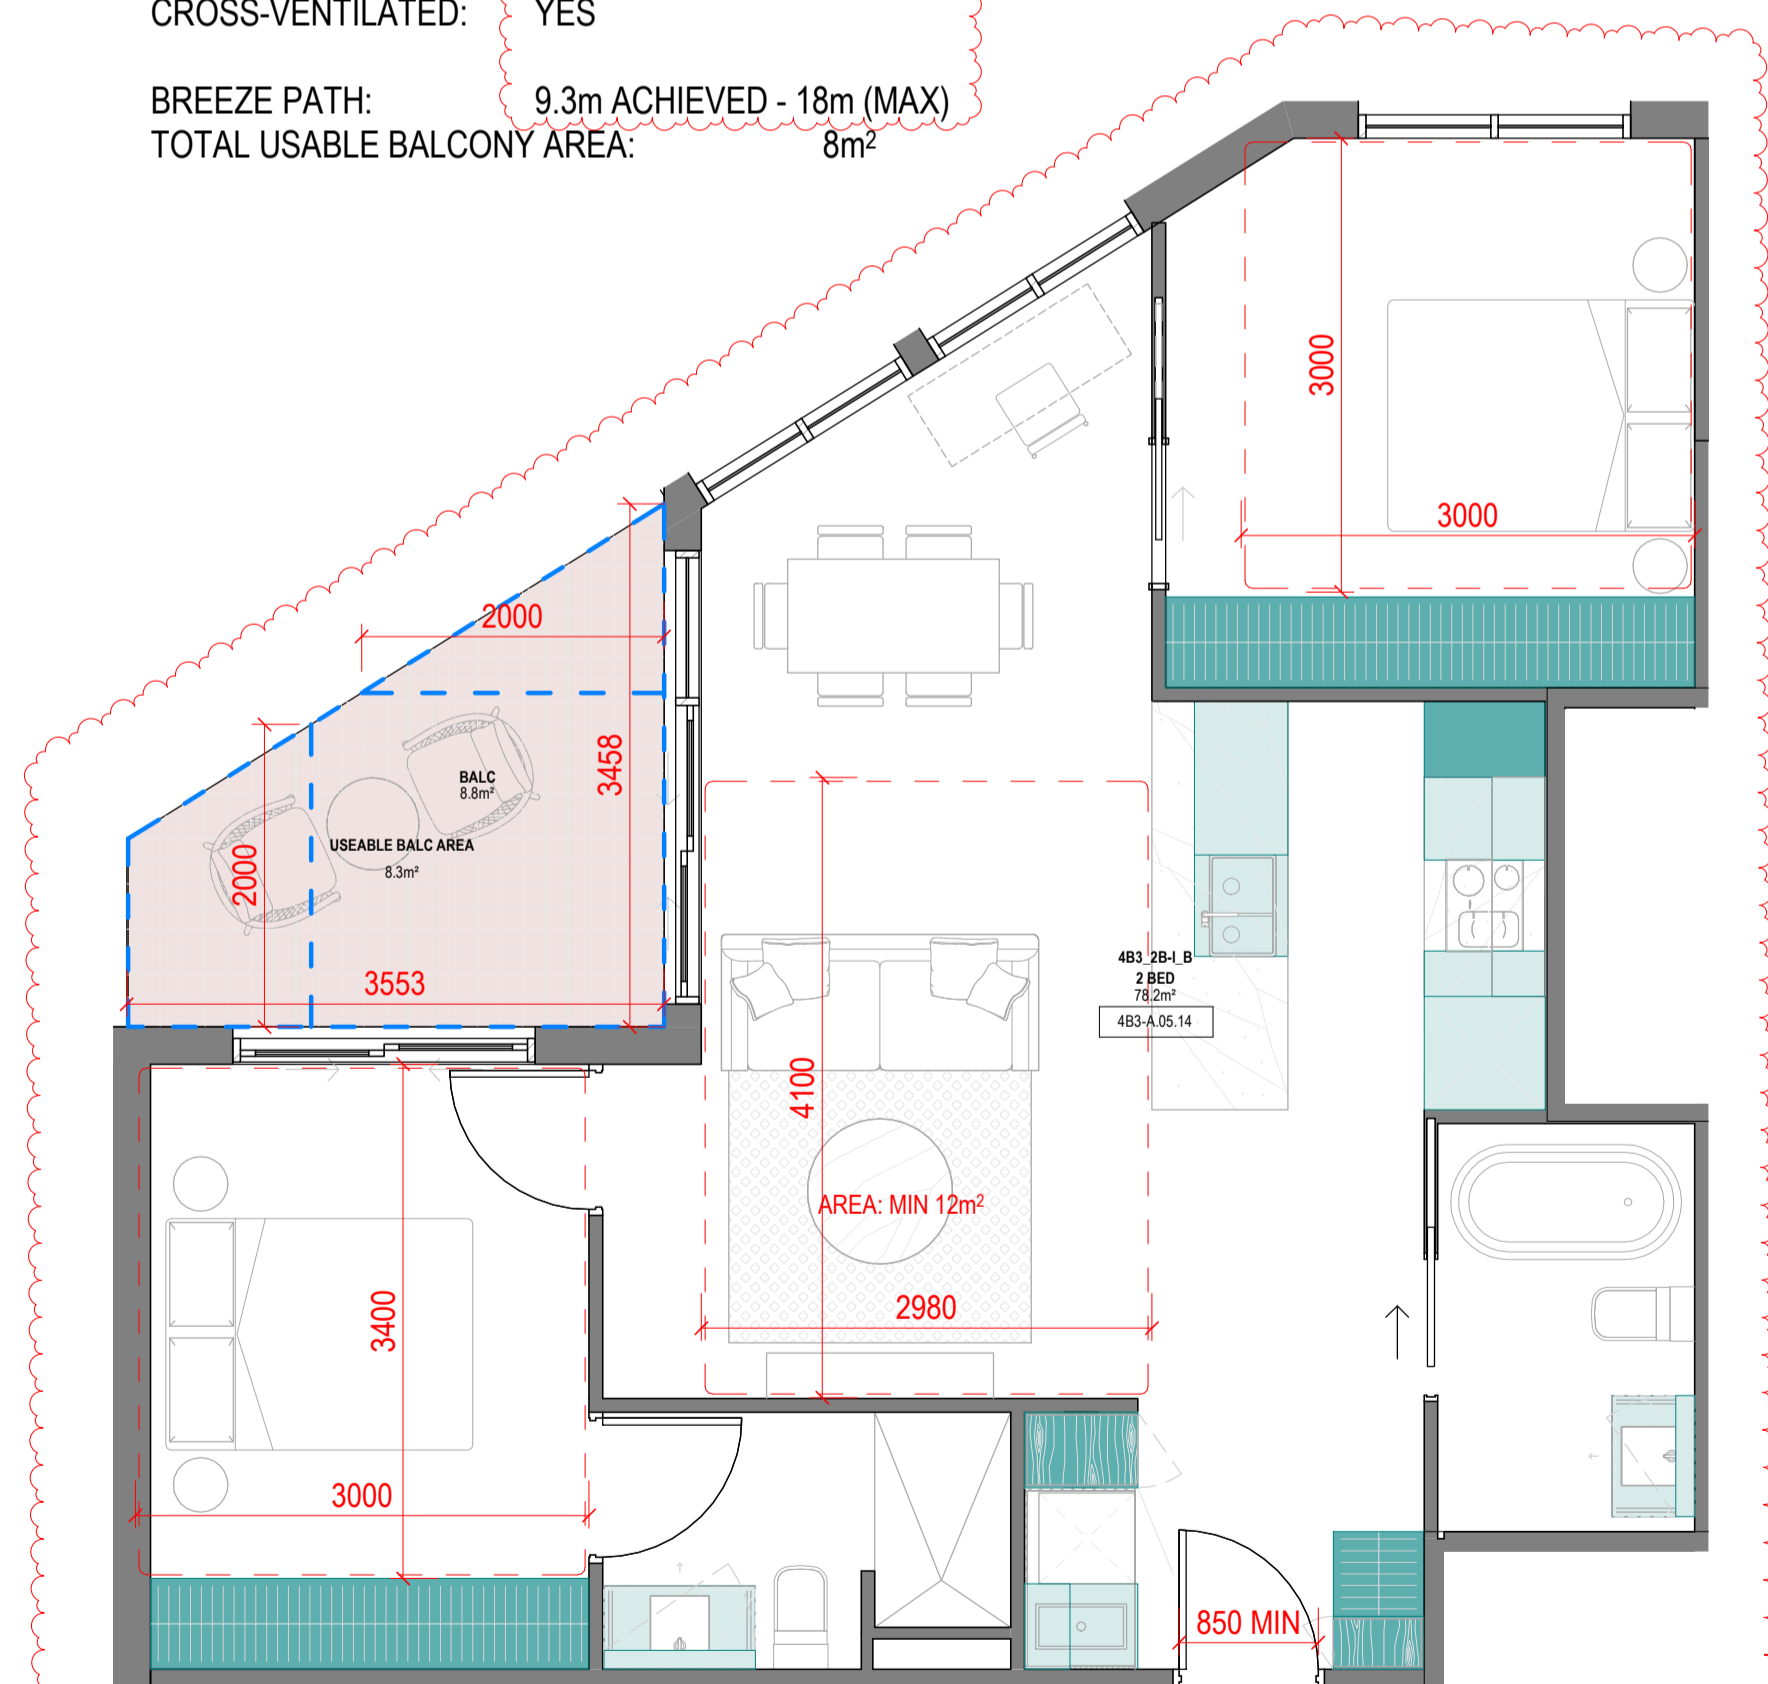 CROSS-VENTILATED: YES
BREEZE PATH: 9.3m ACHIEVED - 18m (MAX)
TOTAL USABLE BALCONY AREA: 8m²
3000
3000
2000
3458
BALC
8.8m²
USEABLE BALC AREA
8.3m²
2000
3553
4B3_2B-I_B
2 BED
78.2m²
4B3-A.05.14
4100
AREA: MIN 12m²
2980
3400
3000
850 MIN